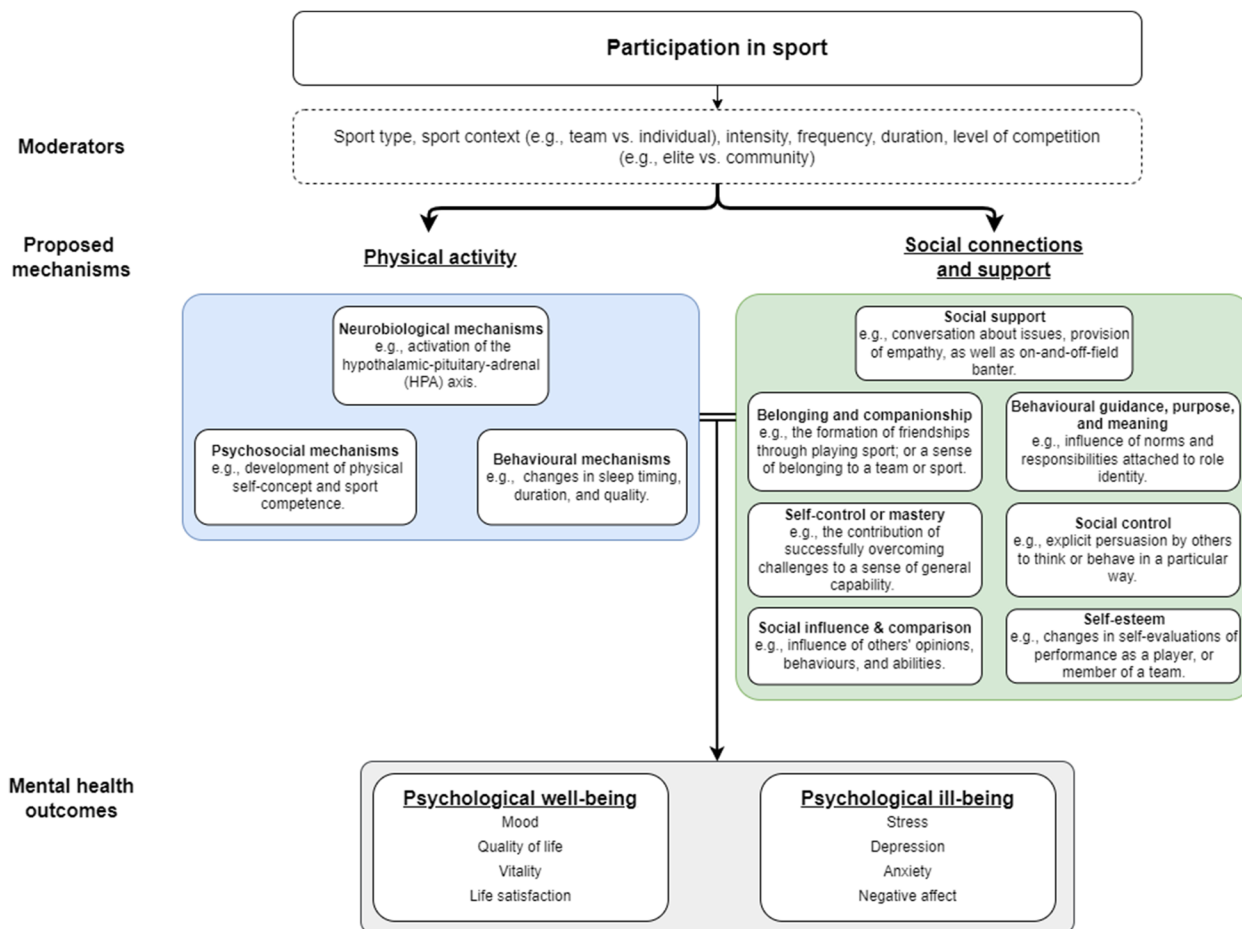 Participation in sport
Moderators
Sport type, sport context (e.g., team vs. individual), intensity, frequency, duration, level of competition
(e.g., elite vs. community)
Proposed
mechanisms
Physical activity
Social connections
and support
Neurobiological mechanisms
e.g., activation of the
hypothalamic-pituitary-adrenal
(HPA) axis.
Psychosocial mechanisms
e.g., development of physical
self-concept and sport
competence.
Behavioural mechanisms
e.g., changes in sleep timing,
duration, and quality.
Social support
e.g., conversation about issues, provision
of empathy, as well as on-and-off-field
banter.
Belonging and companionship
e.g., the formation of friendships
through playing sport; or a sense
of belonging to a team or sport.
Behavioural guidance, purpose,
and meaning
e.g., influence of norms and
responsibilities attached to role
identity.
Self-control or mastery
e.g., the contribution of
successfully overcoming
challenges to a sense of general
capability.
Social control
e.g., explicit persuasion by others
to think or behave in a particular
way.
Social influence & comparison
e.g., influence of others' opinions,
behaviours, and abilities.
Self-esteem
e.g., changes in self-evaluations of
performance as a player, or
member of a team.
Mental health
outcomes
Psychological well-being
Mood
Quality of life
Vitality
Life satisfaction
Psychological ill-being
Stress
Depression
Anxiety
Negative affect